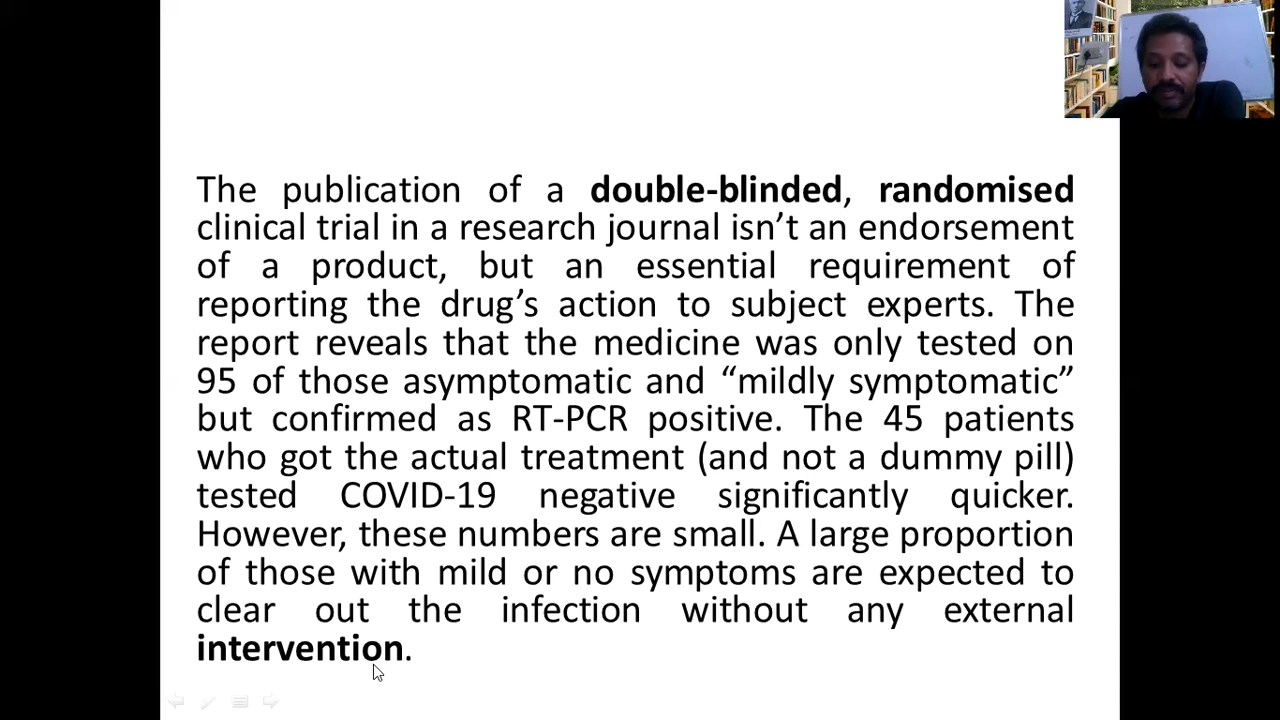 The publication of a double-blinded, randomised
clinical trial in a research journal isn’t an endorsement
of a product, but an essential requirement of
reporting the drug’s action to subject experts. The
report reveals that the medicine was only tested on
95 of those asymptomatic and “mildly symptomatic”
but confirmed as RT-PCR positive. The 45 patients
who got the actual treatment (and not a dummy pill)
tested COVID-19 negative significantly quicker.
However, these numbers are small. A large proportion
of those with mild or no symptoms are expected to
clear out the infection without any external
intervention.